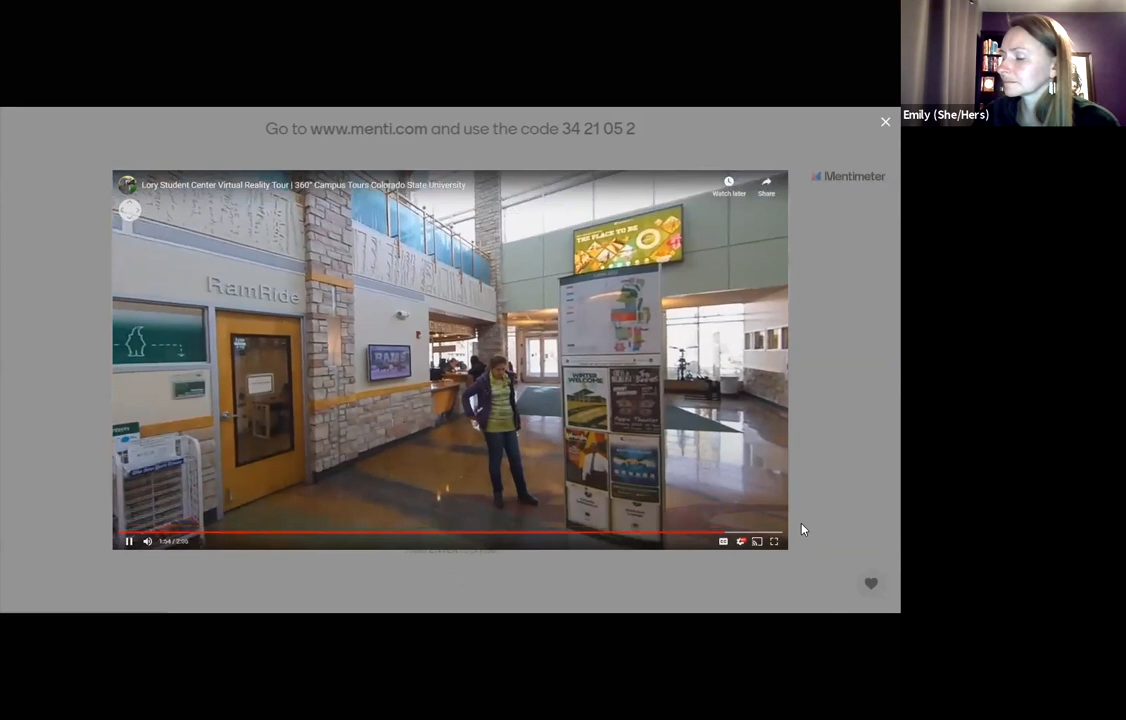 Emily (She/Hers)
Go to www.menti.com and use the code 34 21 05 2
Mentimeter
Lory Student Center Virtual Reality Tour | 360° Campus Tours Colorado State University
Watch later
Share
THE PLACE TO BE
RamRide
RAMS
WINTER
WELCOME
1:54 / 2:05
CC